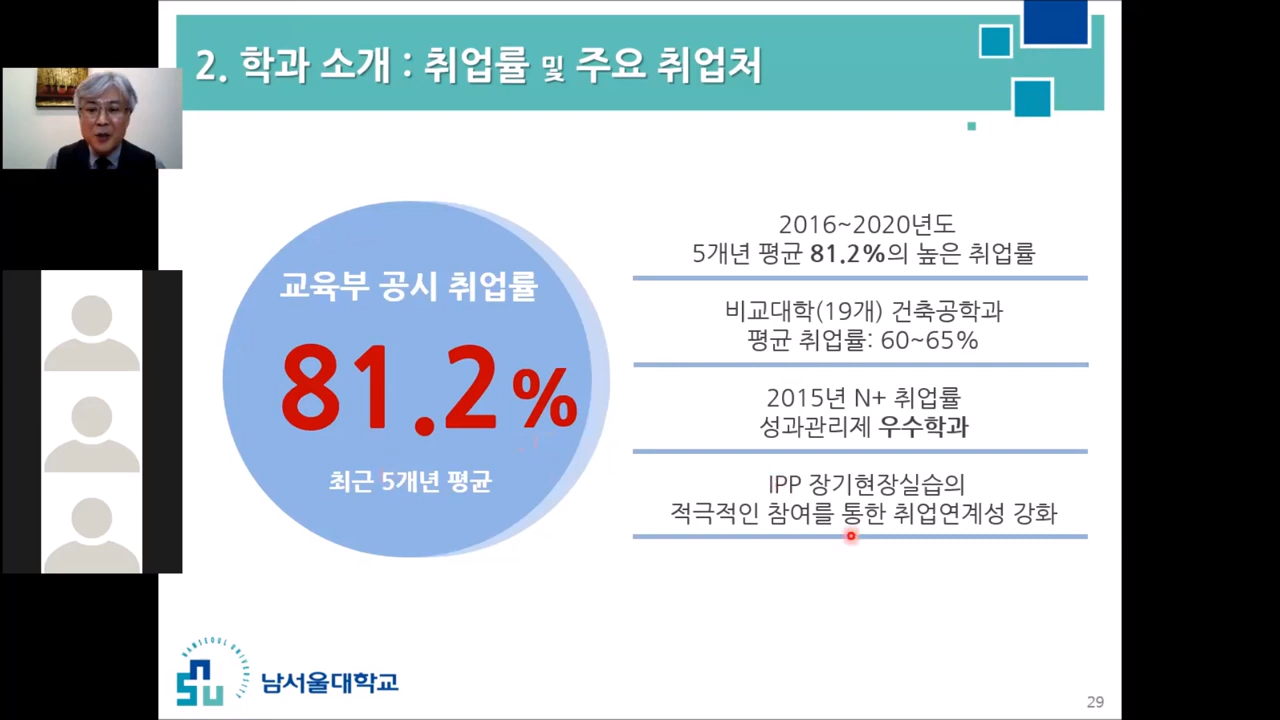 2. 학과 소개 : 취업률 및 주요 취업처
교육부 공시 취업률
81.2%
최근 5개년 평균
2016~2020년도
5개년 평균 81.2%의 높은 취업률
비교대학(19개) 건축공학과
평균 취업률: 60~65%
2015년 N+ 취업률
성과관리제 우수학과
IPP 장기현장실습의
적극적인 참여를 통한 취업연계성 강화
NAMSEOUL UNIVERSITY
nsu
남서울대학교
29